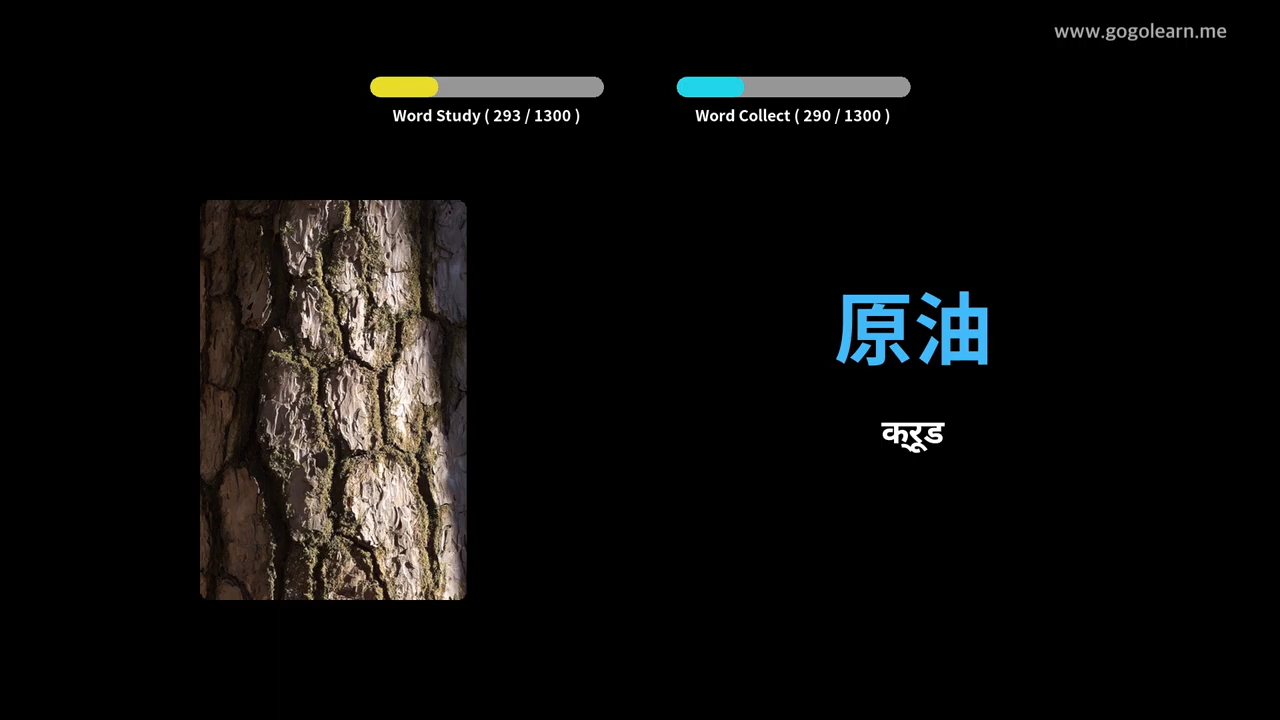 www.gogolearn.me
Word Study ( 293 / 1300 )
Word Collect ( 290 / 1300 )
原油
क्रूड